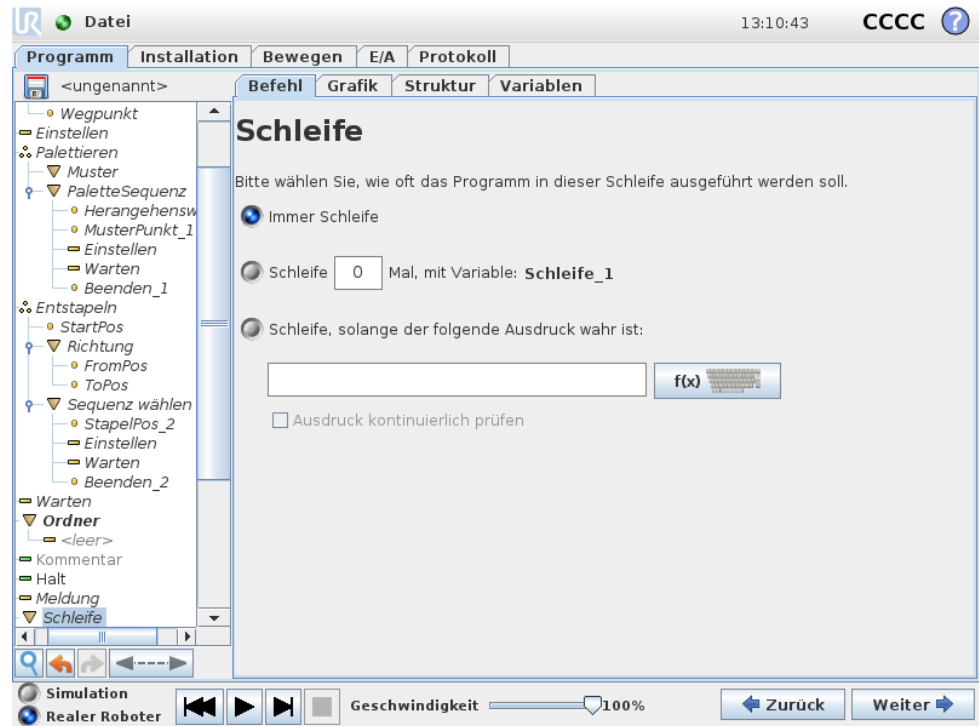 UR Datei 13:10:43 CCCC ?
Programm Installation Bewegen E/A Protokoll
<ungenannt>
Befehl Grafik Struktur Variablen
Wegpunkt
Einstellen
Palettieren
Muster
PaletteSequenz
Herangehensw
MusterPunkt_1
Einstellen
Warten
Beenden_1
Entstapeln
StartPos
Richtung
FromPos
ToPos
Sequenz wählen
StapelPos_2
Einstellen
Warten
Beenden_2
Warten
Ordner
<leer>
Kommentar
Halt
Meldung
Schleife
Schleife
Bitte wählen Sie, wie oft das Programm in dieser Schleife ausgeführt werden soll.
Immer Schleife
Schleife 0 Mal, mit Variable: Schleife_1
Schleife, solange der folgende Ausdruck wahr ist:
f(x)
Ausdruck kontinuierlich prüfen
Simulation
Realer Roboter
Geschwindigkeit 100%
Zurück Weiter